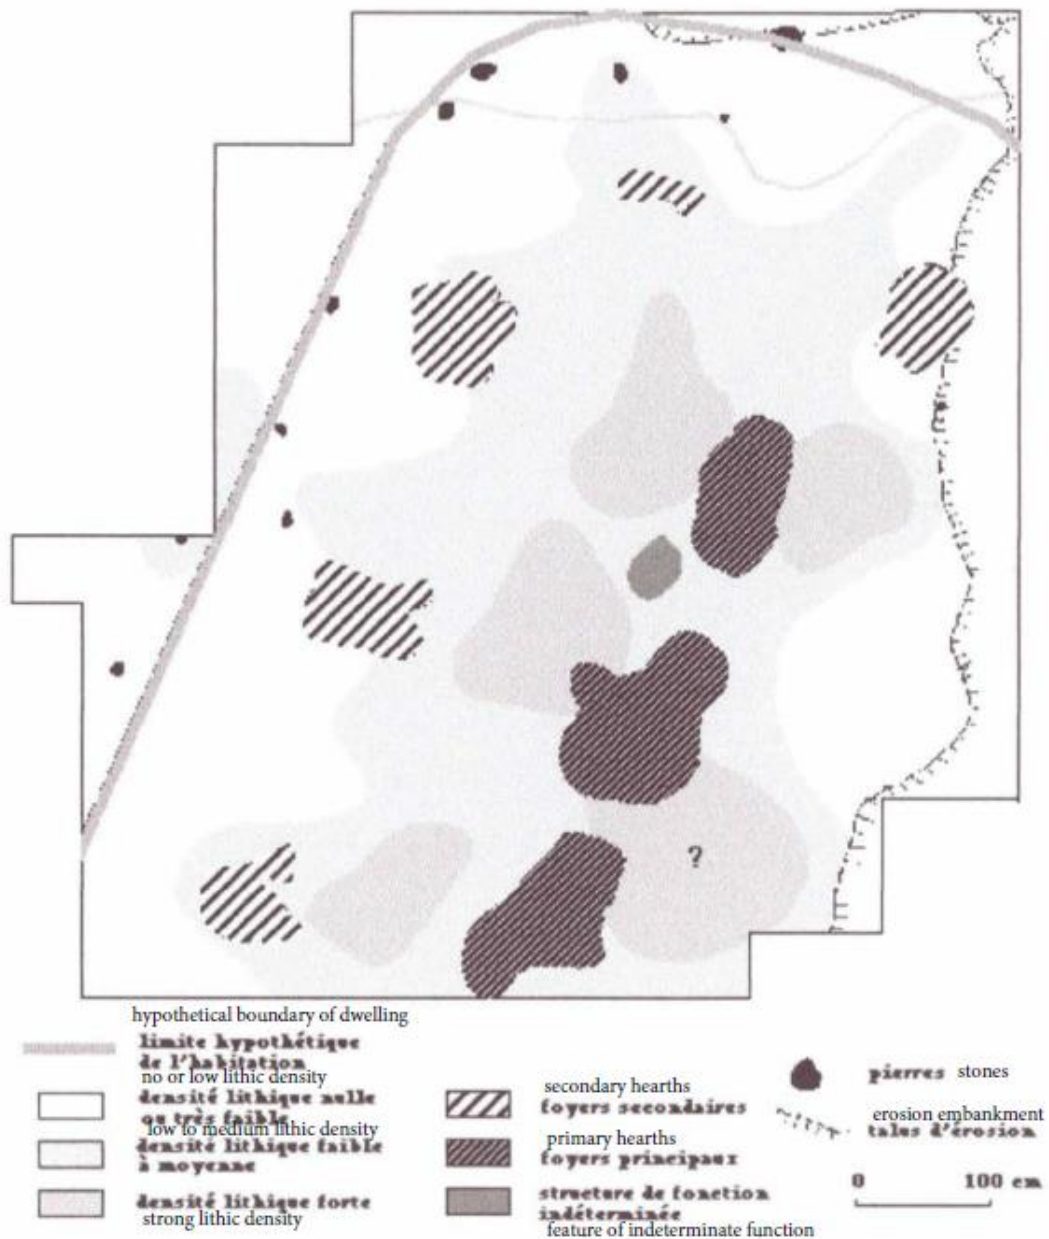 ?
hypothetical boundary of dwelling
limite hypothétique
de l'habitation
no or low lithic density
densité lithique nulle
ou très faible
low to medium lithic density
densité lithique faible
à moyenne
densité lithique forte
strong lithic density
secondary hearths
foyers secondaires
primary hearths
foyers principaux
structure de fonction
indéterminée
feature of indeterminate function
pierres stones
erosion embankment
talus d'érosion
0 100 cm